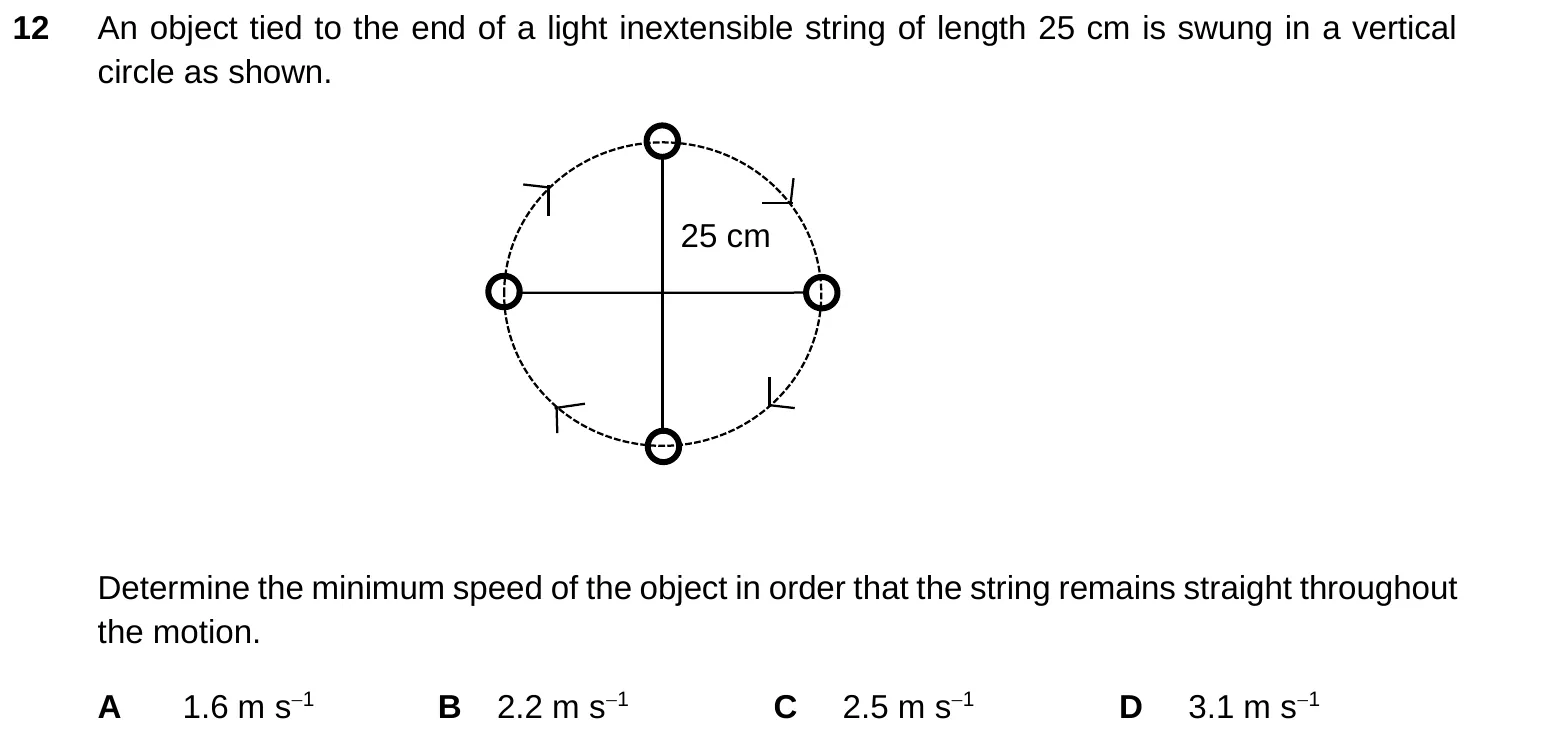 12 An object tied to the end of a light inextensible string of length 25 cm is swung in a vertical
circle as shown.
25 cm
Determine the minimum speed of the object in order that the string remains straight throughout
the motion.
A 1.6 m s⁻¹ B 2.2 m s⁻¹ C 2.5 m s⁻¹ D 3.1 m s⁻¹